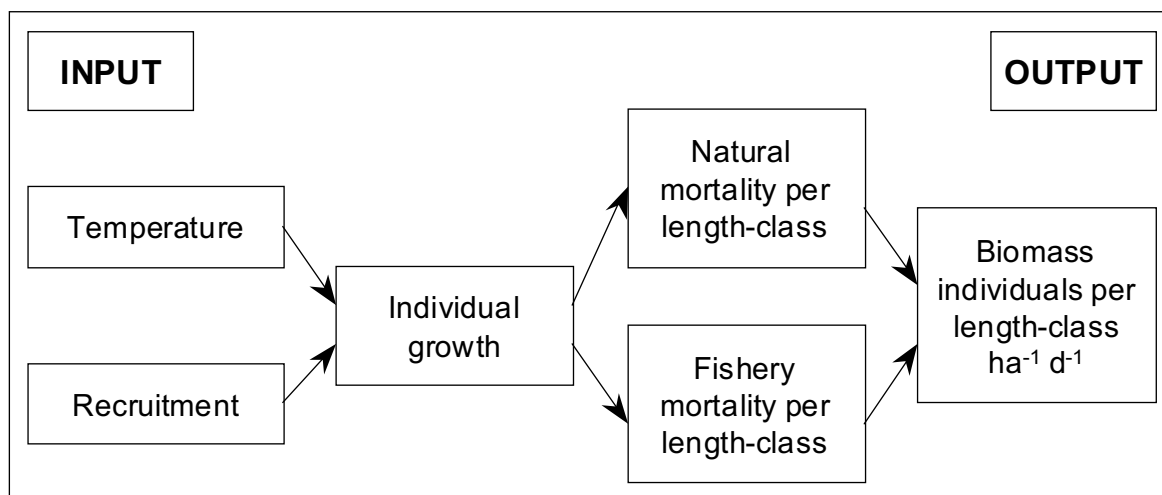 INPUT
OUTPUT
Temperature
Recruitment
Individual
growth
Natural
mortality per
length-class
Fishery
mortality per
length-class
Biomass
individuals per
length-class
ha⁻¹ d⁻¹